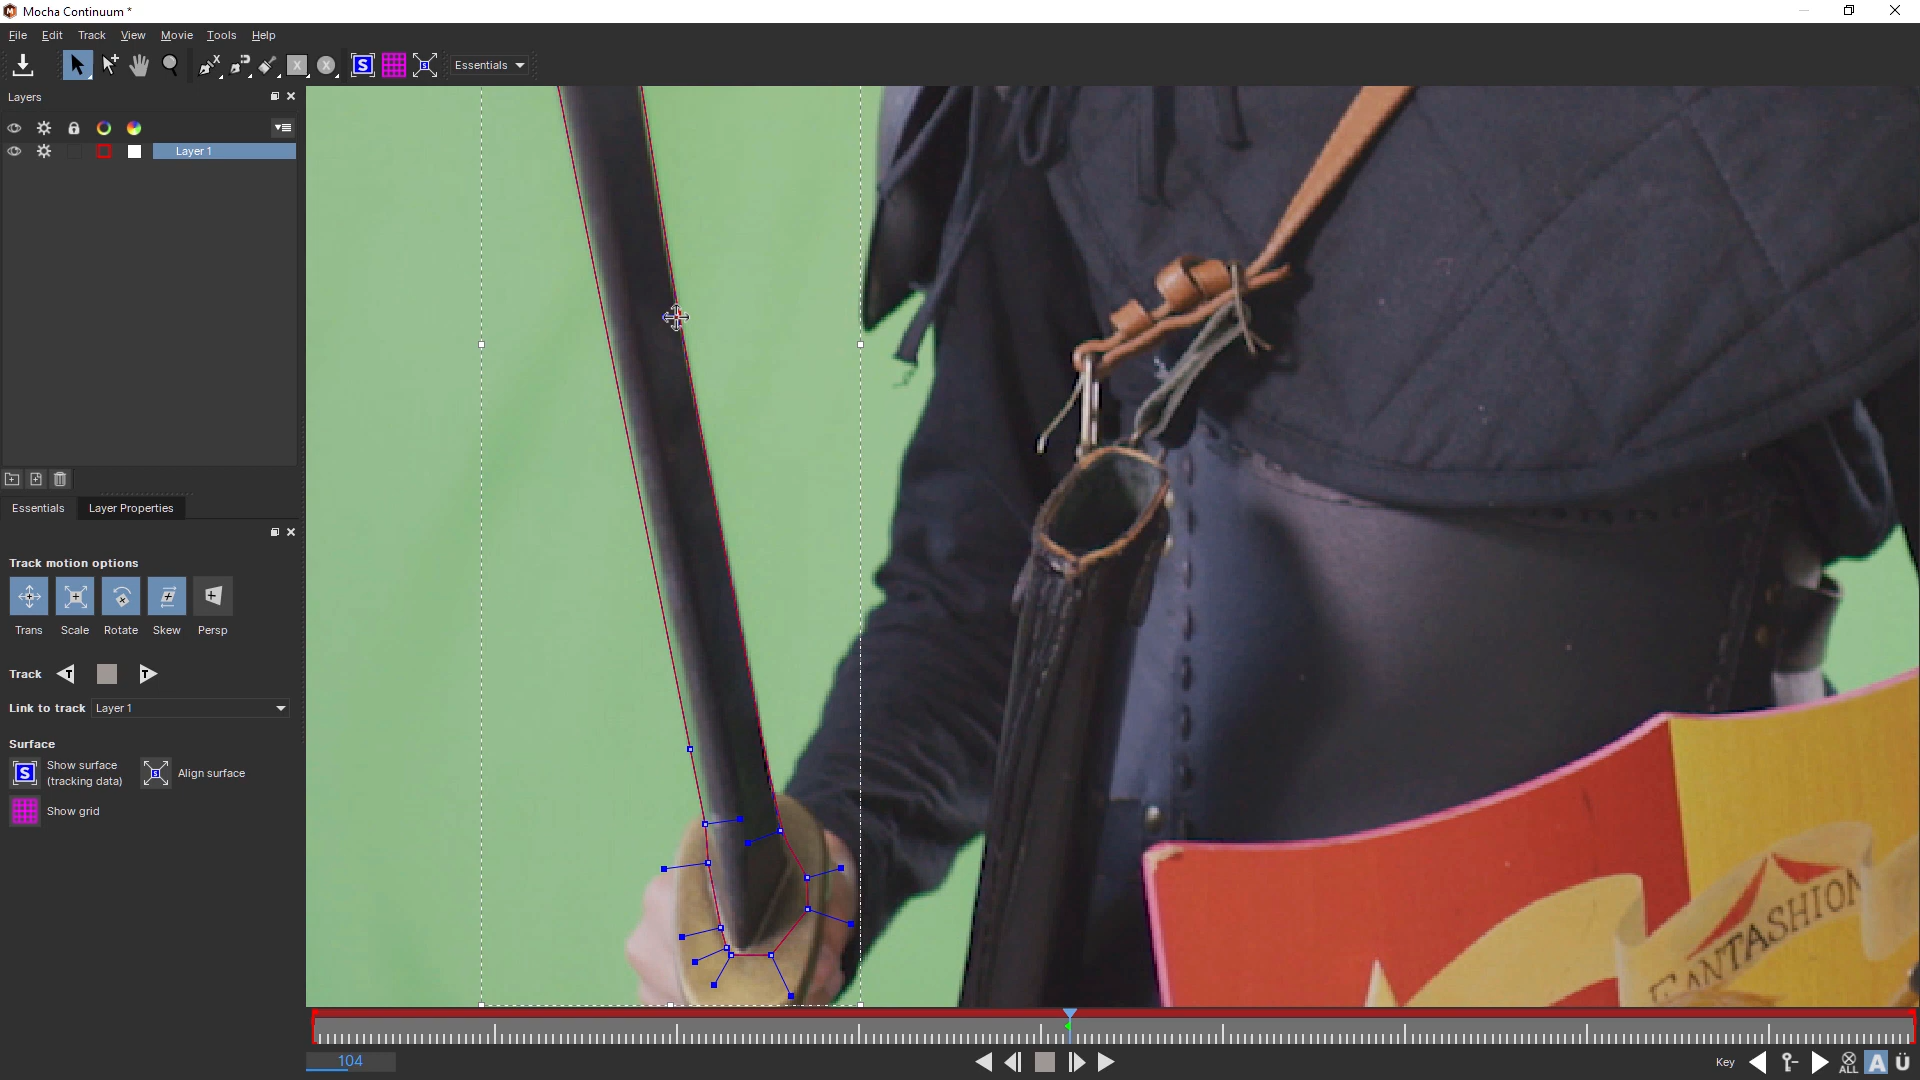 Mocha Continuum *
File Edit Track View Movie Tools Help
S S Essentials
Layers
Layer 1
Essentials Layer Properties
Track motion options
Trans Scale Rotate Skew Persp
Track T T
Link to track Layer 1
Surface
S Show surface
(tracking data)
S Align surface
Show grid
FANTASHION
104
Key ALL A Ü